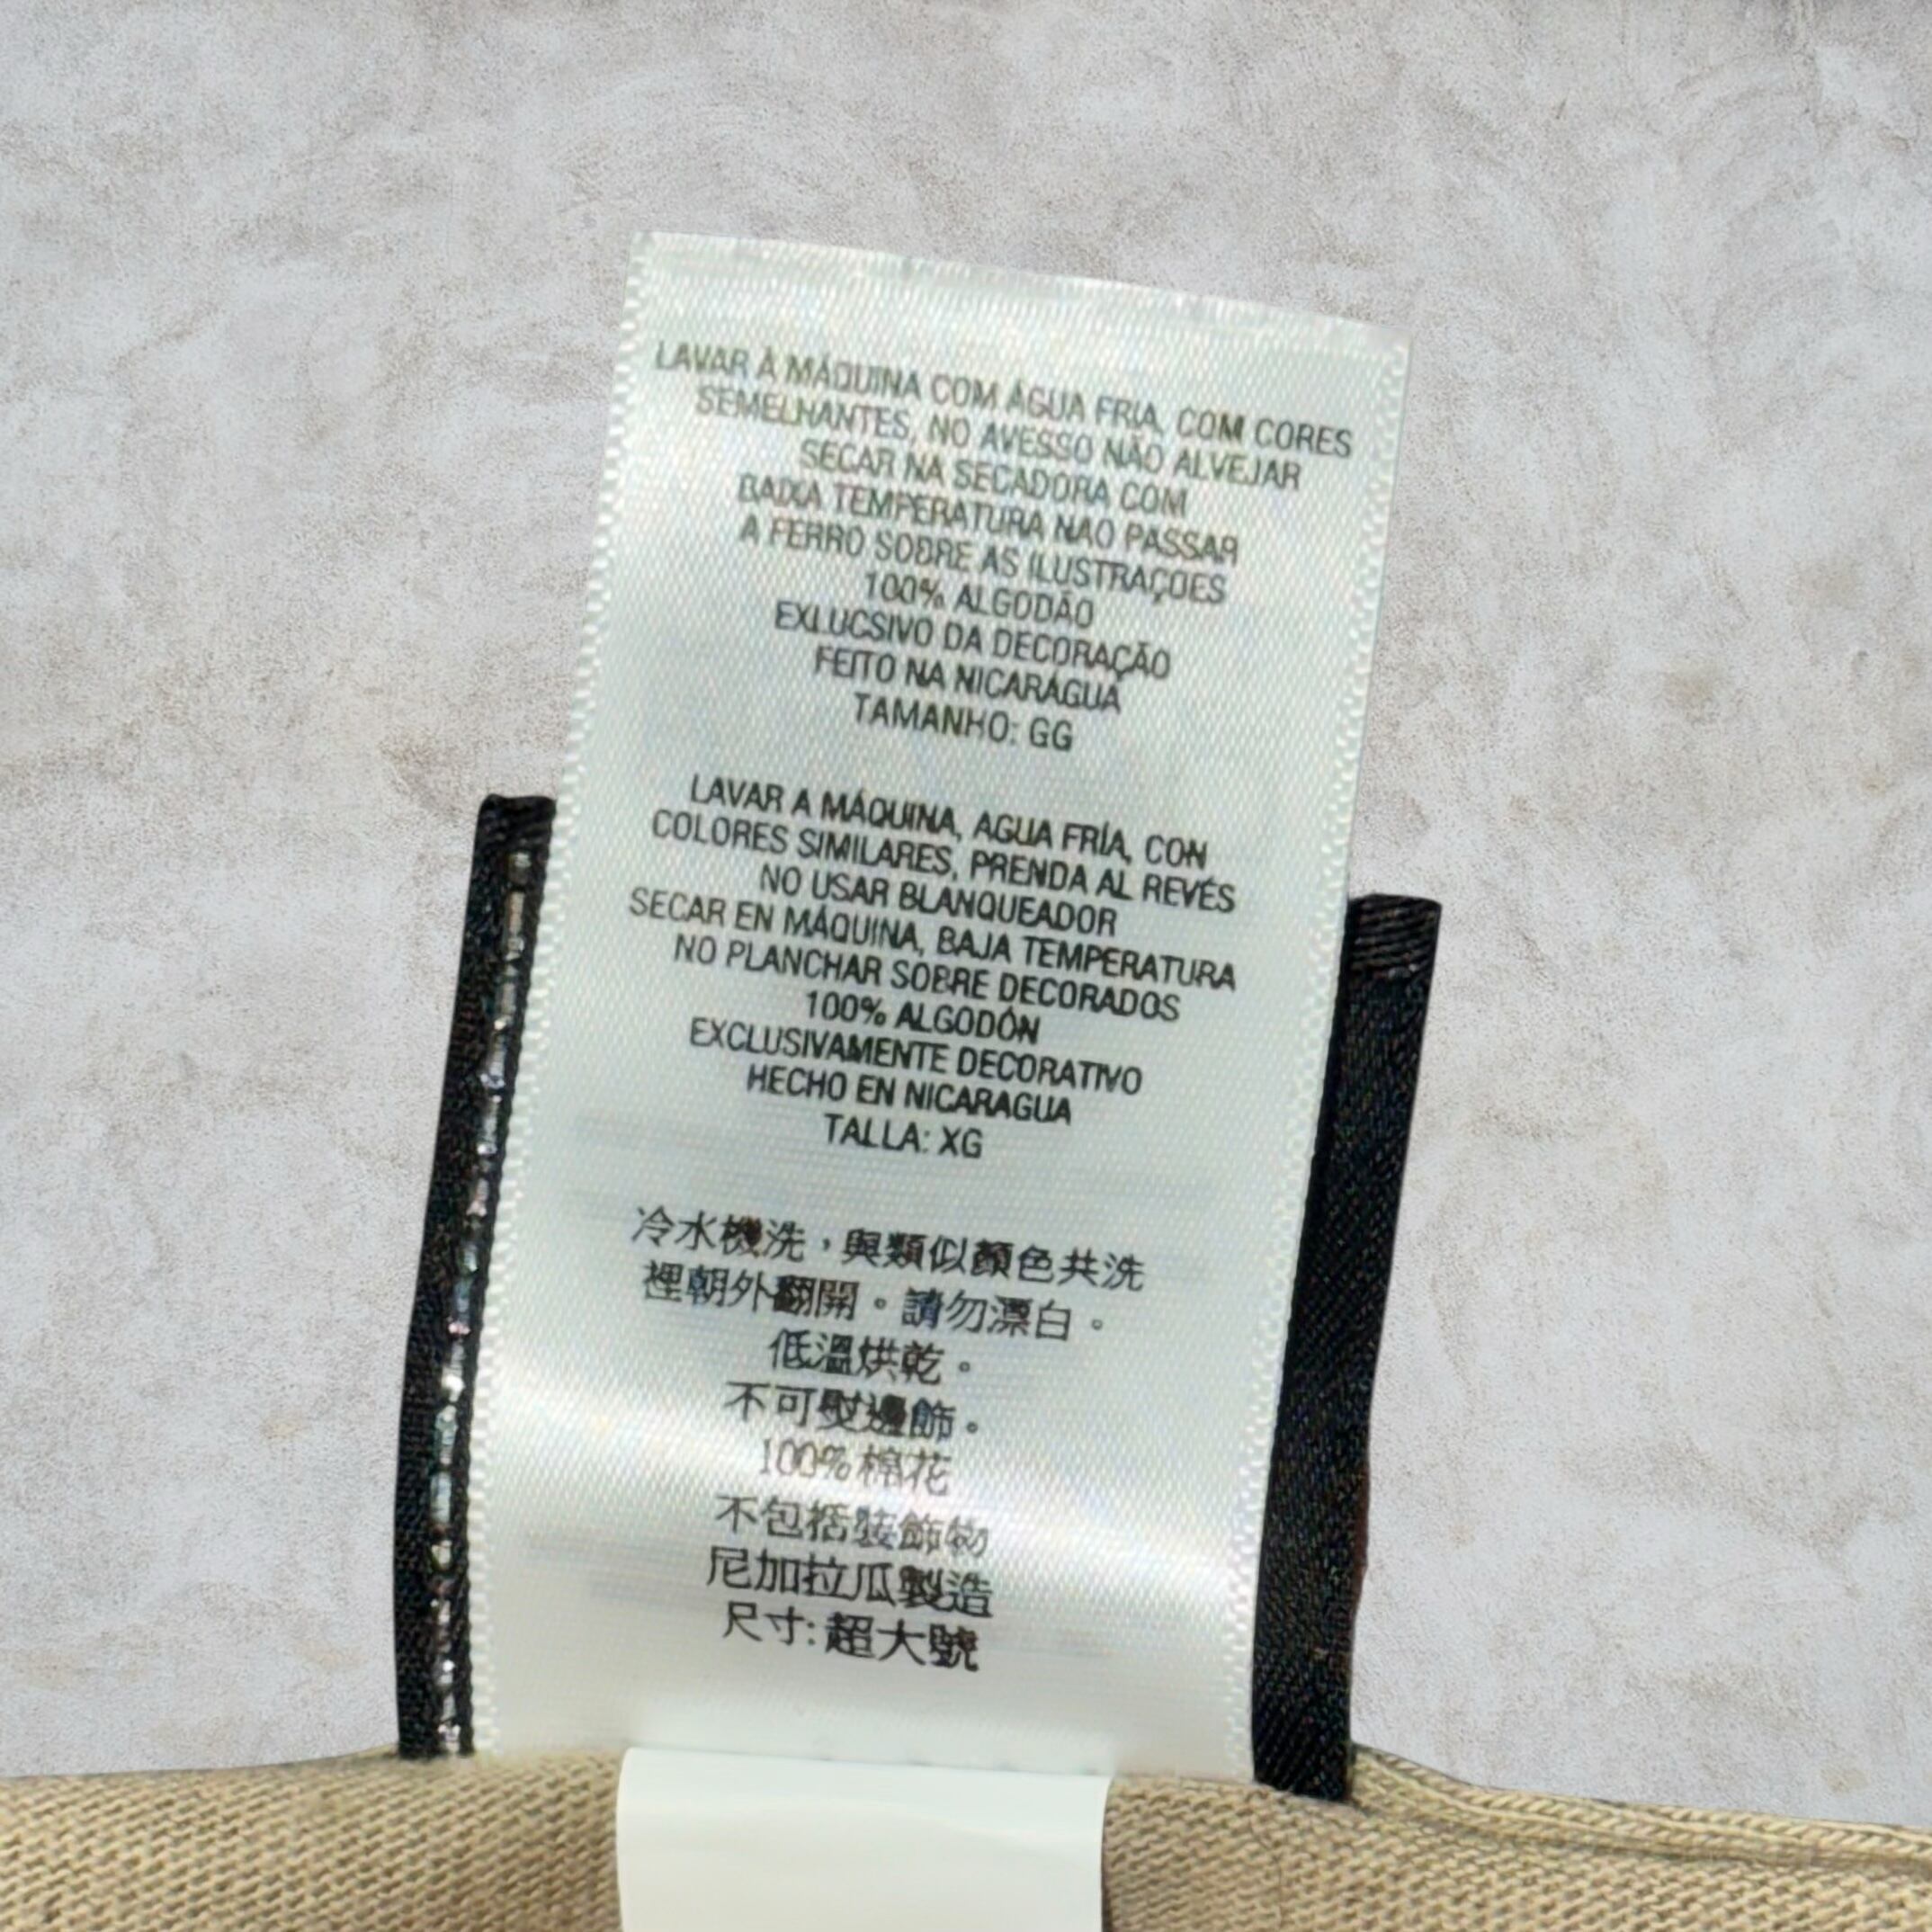 LAVAR À MÁQUINA COM ÁGUA FRIA, COM CORES
SEMELHANTES, NO AVESSO NÃO ALVEJAR
SECAR NA SECADORA COM
BAIXA TEMPERATURA NAO PASSAR
A FERRO SOBRE AS ILUSTRAÇOES
100% ALGODÃO
EXLUCSIVO DA DECORAÇÃO
FEITO NA NICARÁGUA
TAMANHO: GG
LAVAR A MÁQUINA, AGUA FRÍA, CON
COLORES SIMILARES, PRENDA AL REVÉS
NO USAR BLANQUEADOR
SECAR EN MÁQUINA, BAJA TEMPERATURA
NO PLANCHAR SOBRE DECORADOS
100% ALGODÓN
EXCLUSIVAMENTE DECORATIVO
HECHO EN NICARAGUA
TALLA: XG
冷水機洗，與類似顏色共洗
裡朝外翻開。請勿漂白。
低溫烘乾。
不可熨邊飾。
100% 棉花
不包括裝飾物
尼加拉瓜製造
尺寸: 超大號